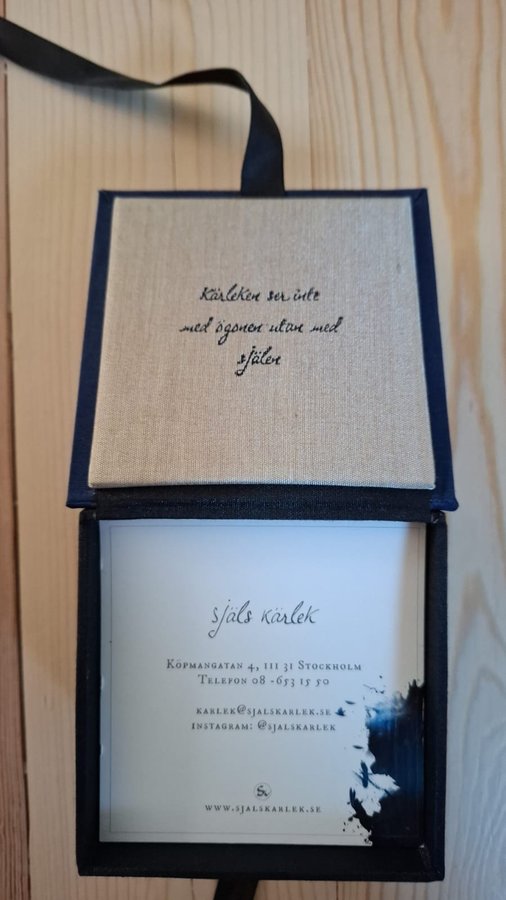 Kärleken ser inte
med ögonen utan med
själen
själs kärlek
Köpmangatan 4, 111 31 Stockholm
Telefon 08 -653 15 50
karlek@sjalskarlek.se
instagram: @sjalskarlek
www.sjalskarlek.se